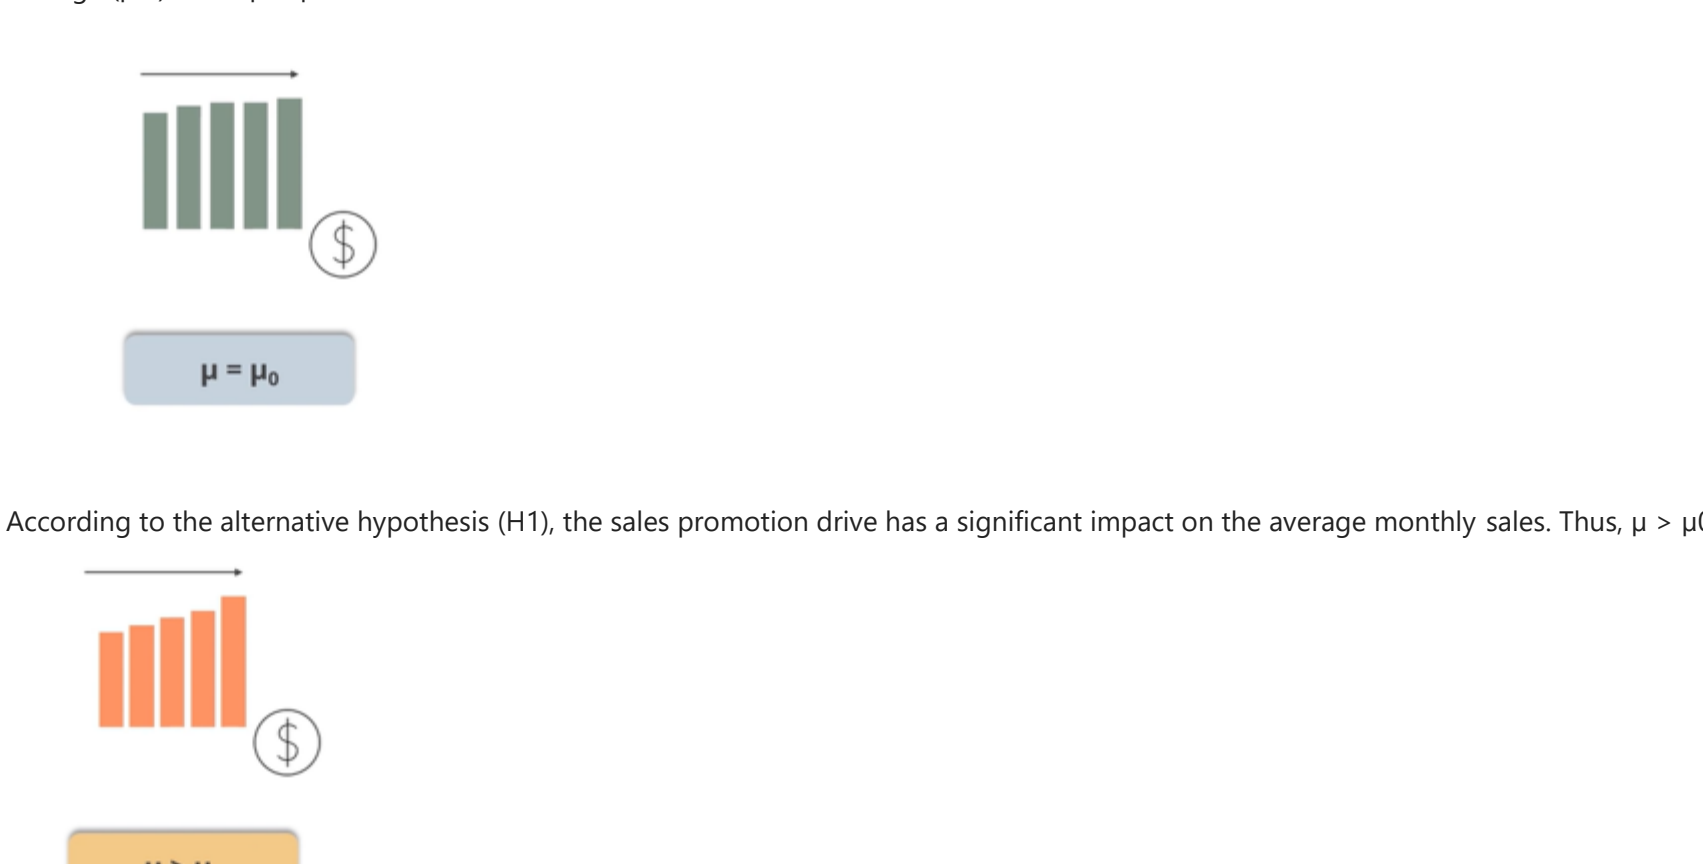 $
μ = μ₀
According to the alternative hypothesis (H1), the sales promotion drive has a significant impact on the average monthly sales. Thus, μ > μ0
$